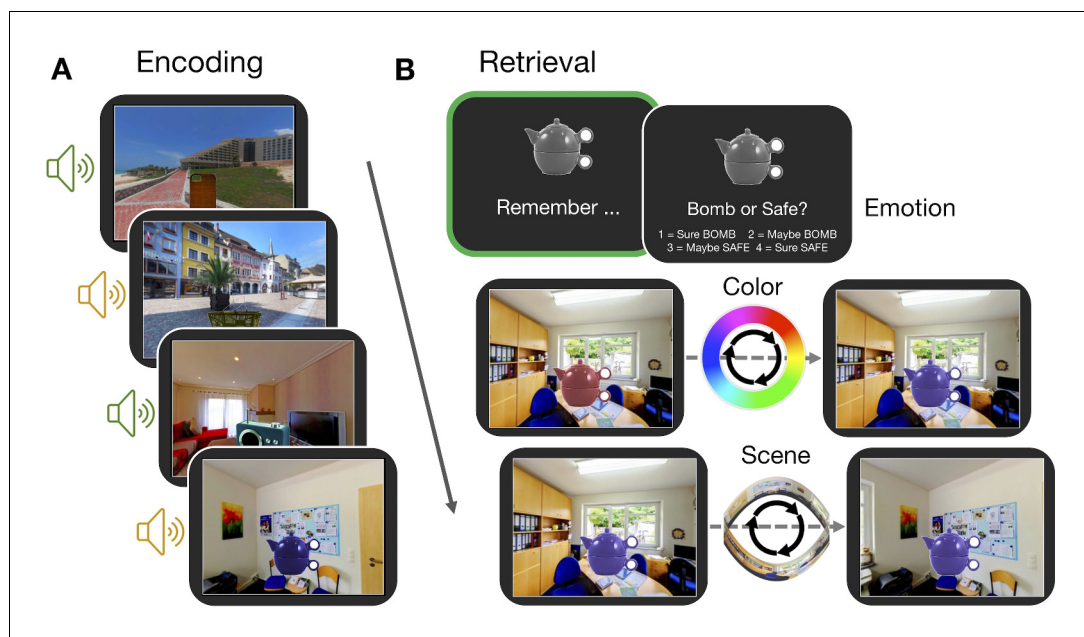 A Encoding
B Retrieval
Remember ...
Bomb or Safe?
1 = Sure BOMB 2 = Maybe BOMB
3 = Maybe SAFE 4 = Sure SAFE
Emotion
Color
Scene